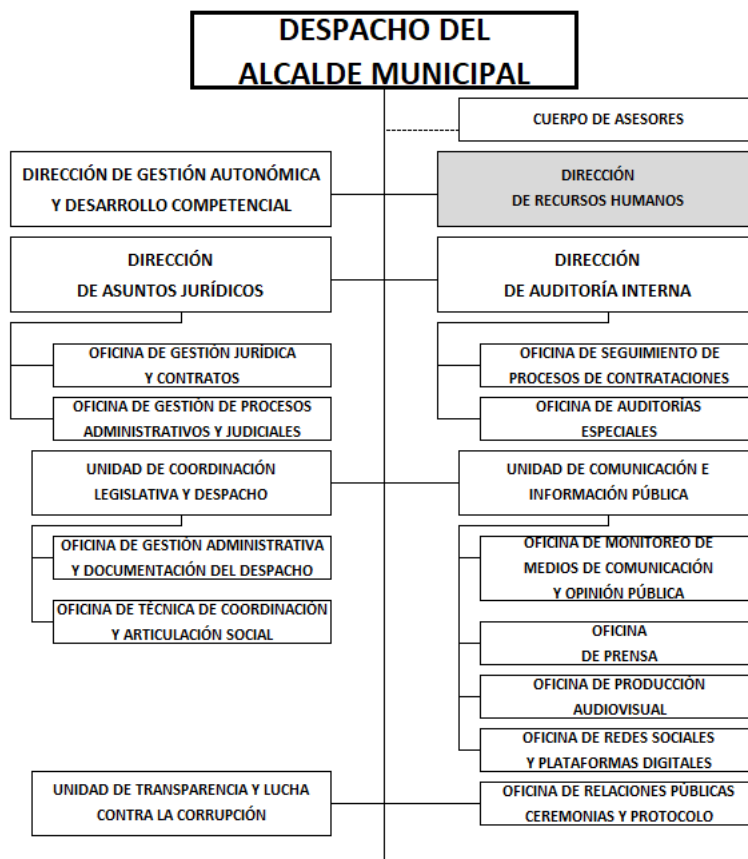 DESPACHO DEL
ALCALDE MUNICIPAL
CUERPO DE ASESORES
DIRECCIÓN DE GESTIÓN AUTONÓMICA
Y DESARROLLO COMPETENCIAL
DIRECCIÓN
DE RECURSOS HUMANOS
DIRECCIÓN
DE ASUNTOS JURÍDICOS
DIRECCIÓN
DE AUDITORÍA INTERNA
OFICINA DE GESTIÓN JURÍDICA
Y CONTRATOS
OFICINA DE SEGUIMIENTO DE
PROCESOS DE CONTRATACIONES
OFICINA DE GESTIÓN DE PROCESOS
ADMINISTRATIVOS Y JUDICIALES
OFICINA DE AUDITORÍAS
ESPECIALES
UNIDAD DE COORDINACIÓN
LEGISLATIVA Y DESPACHO
UNIDAD DE COMUNICACIÓN E
INFORMACIÓN PÚBLICA
OFICINA DE GESTIÓN ADMINISTRATIVA
Y DOCUMENTACIÓN DEL DESPACHO
OFICINA DE MONITOREO DE
MEDIOS DE COMUNICACIÓN
Y OPINIÓN PÚBLICA
OFICINA DE TÉCNICA DE COORDINACIÓN
Y ARTICULACIÓN SOCIAL
OFICINA
DE PRENSA
OFICINA DE PRODUCCIÓN
AUDIOVISUAL
OFICINA DE REDES SOCIALES
Y PLATAFORMAS DIGITALES
UNIDAD DE TRANSPARENCIA Y LUCHA
CONTRA LA CORRUPCIÓN
OFICINA DE RELACIONES PÚBLICAS
CEREMONIAS Y PROTOCOLO